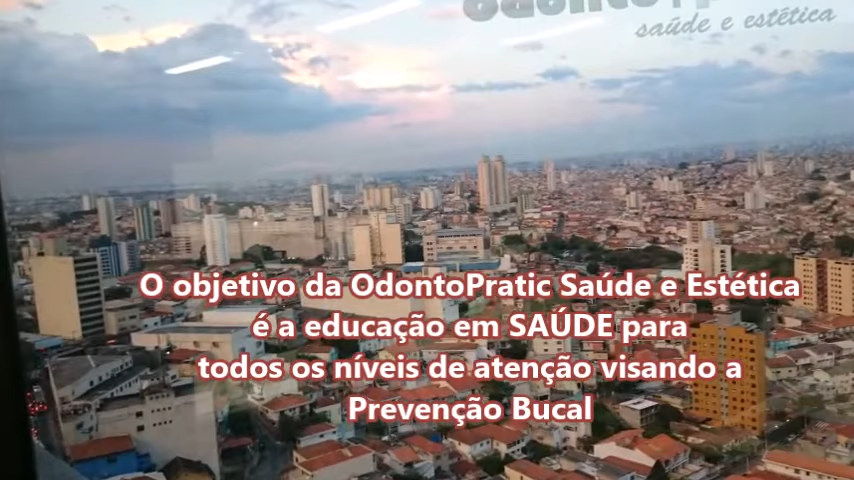 saúde e estética
O objetivo da OdontoPratic Saúde e Estética
é a educação em SAÚDE para
todos os níveis de atenção visando a
Prevenção Bucal